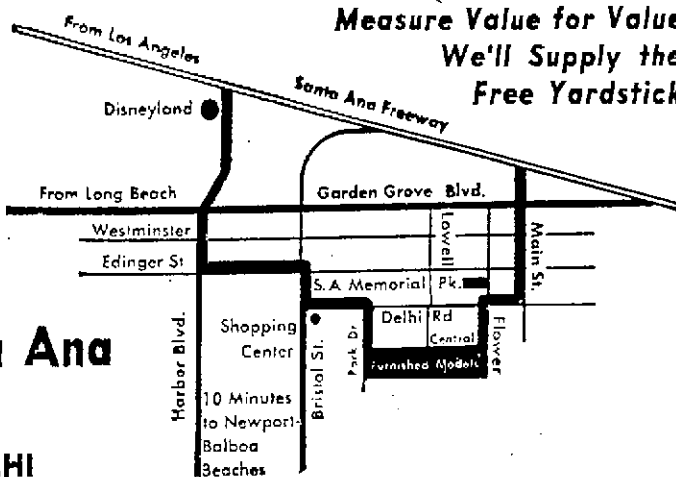 Measure Value for Value
We'll Supply the
Free Yardstick
From Los Angeles
Santa Ana Freeway
Disneyland
From Long Beach
Garden Grove Blvd.
Westminster
Edinger St
Lowell
Main St.
S.A. Memorial Pk.
Delhi Rd
Central
Flower
Park Dr
Furnished Models
Shopping
Center
Bristol St.
Harbor Blvd.
10 Minutes
to Newport-
Balboa
Beaches
Ana
HI